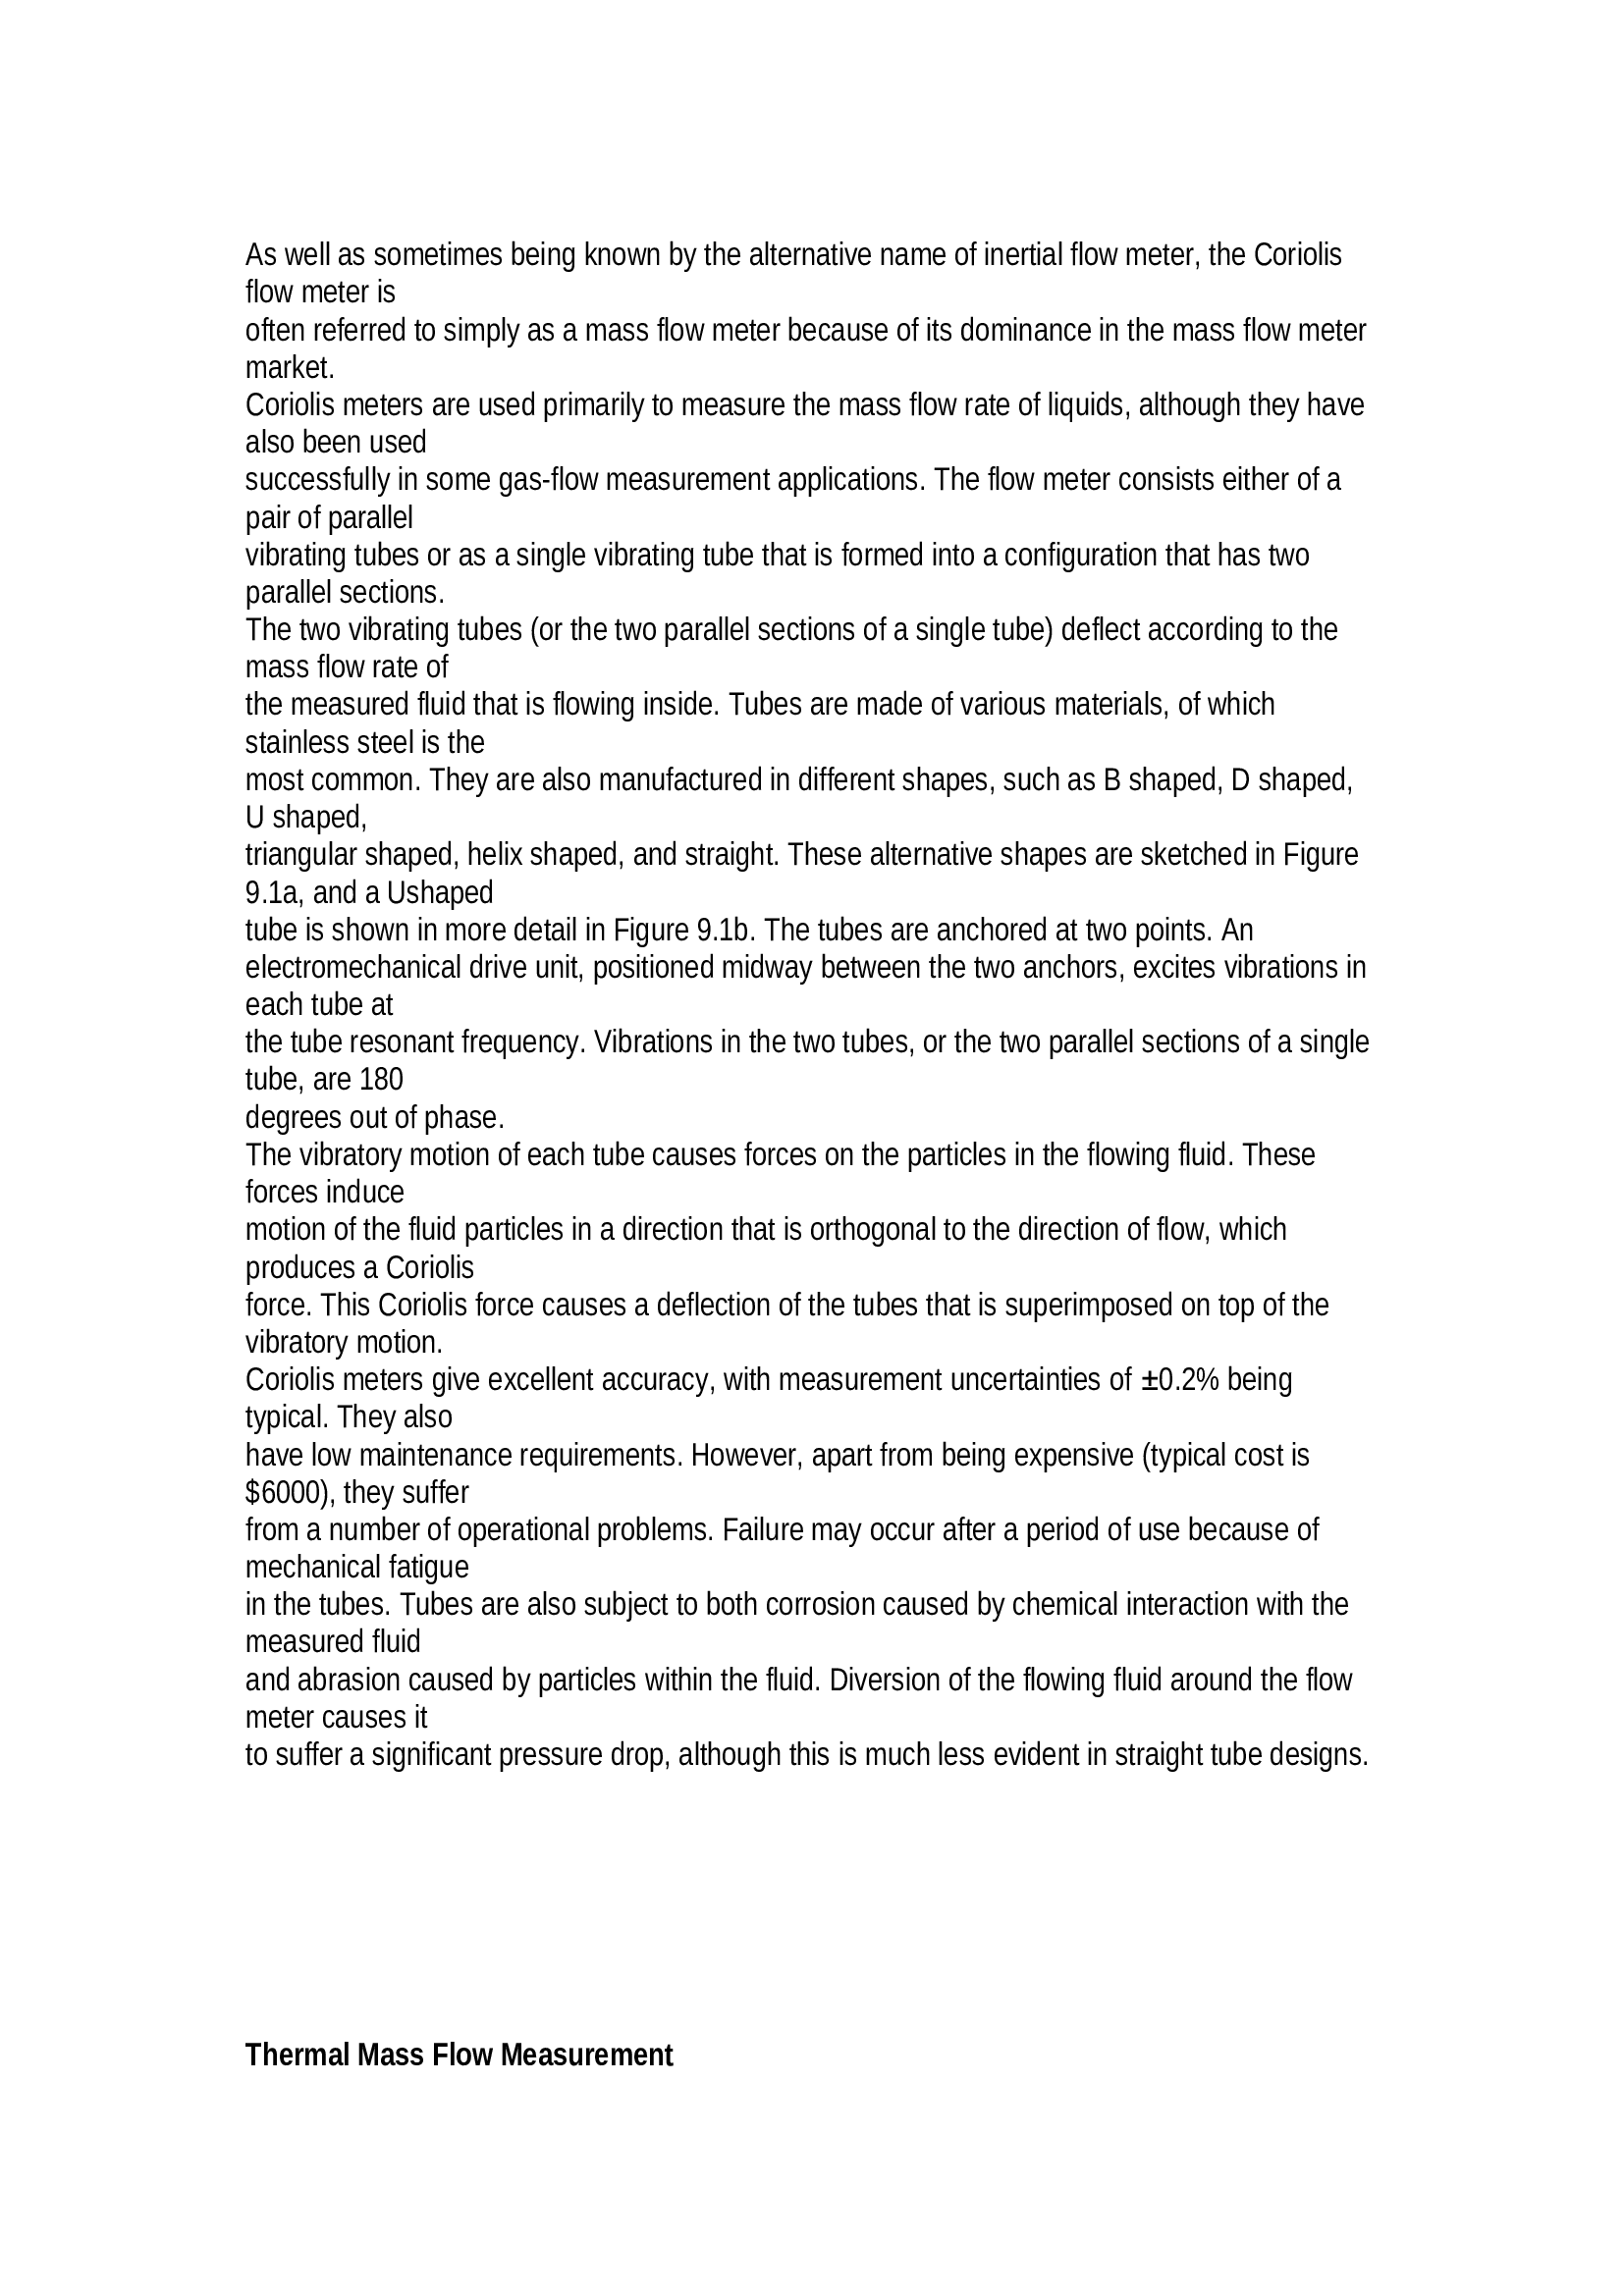 As well as sometimes being known by the alternative name of inertial flow meter, the Coriolis
flow meter is
often referred to simply as a mass flow meter because of its dominance in the mass flow meter
market.
Coriolis meters are used primarily to measure the mass flow rate of liquids, although they have
also been used
successfully in some gas-flow measurement applications. The flow meter consists either of a
pair of parallel
vibrating tubes or as a single vibrating tube that is formed into a configuration that has two
parallel sections.
The two vibrating tubes (or the two parallel sections of a single tube) deflect according to the
mass flow rate of
the measured fluid that is flowing inside. Tubes are made of various materials, of which
stainless steel is the
most common. They are also manufactured in different shapes, such as B shaped, D shaped,
U shaped,
triangular shaped, helix shaped, and straight. These alternative shapes are sketched in Figure
9.1a, and a Ushaped
tube is shown in more detail in Figure 9.1b. The tubes are anchored at two points. An
electromechanical drive unit, positioned midway between the two anchors, excites vibrations in
each tube at
the tube resonant frequency. Vibrations in the two tubes, or the two parallel sections of a single
tube, are 180
degrees out of phase.
The vibratory motion of each tube causes forces on the particles in the flowing fluid. These
forces induce
motion of the fluid particles in a direction that is orthogonal to the direction of flow, which
produces a Coriolis
force. This Coriolis force causes a deflection of the tubes that is superimposed on top of the
vibratory motion.
Coriolis meters give excellent accuracy, with measurement uncertainties of ±0.2% being
typical. They also
have low maintenance requirements. However, apart from being expensive (typical cost is
$6000), they suffer
from a number of operational problems. Failure may occur after a period of use because of
mechanical fatigue
in the tubes. Tubes are also subject to both corrosion caused by chemical interaction with the
measured fluid
and abrasion caused by particles within the fluid. Diversion of the flowing fluid around the flow
meter causes it
to suffer a significant pressure drop, although this is much less evident in straight tube designs.
Thermal Mass Flow Measurement